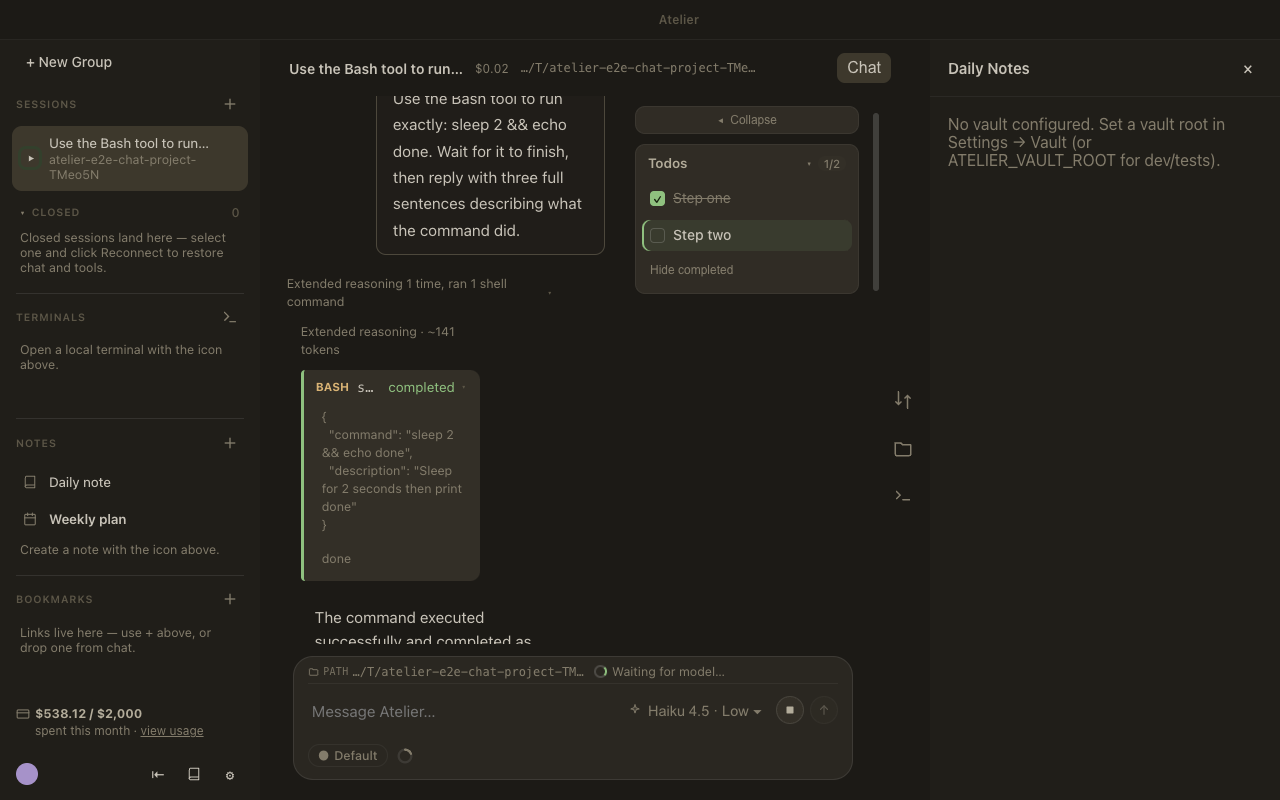 Atelier
+ New Group
SESSIONS
Use the Bash tool to run...
atelier-e2e-chat-project-
TMeo5N
CLOSED
0
Closed sessions land here — select
one and click Reconnect to restore
chat and tools.
TERMINALS
Open a local terminal with the icon
above.
NOTES
Daily note
Weekly plan
Create a note with the icon above.
BOOKMARKS
Links live here — use + above, or
drop one from chat.
$538.12 / $2,000
spent this month · view usage
Use the Bash tool to run...
$0.02
…/T/atelier-e2e-chat-project-TMe…
Chat
Use the Bash tool to run
exactly: sleep 2 && echo
done. Wait for it to finish,
then reply with three full
sentences describing what
the command did.
Extended reasoning 1 time, ran 1 shell
command
Extended reasoning · ~141
tokens
BASH s… completed
{
"command": "sleep 2
&& echo done",
"description": "Sleep
for 2 seconds then print
done"
}
done
The command executed
successfully and completed as
Collapse
Todos
1/2
Step one
Step two
Hide completed
PATH …/T/atelier-e2e-chat-project-TM… Waiting for model…
Message Atelier...
Haiku 4.5 · Low
Default
Daily Notes
No vault configured. Set a vault root in
Settings → Vault (or
ATELIER_VAULT_ROOT for dev/tests).